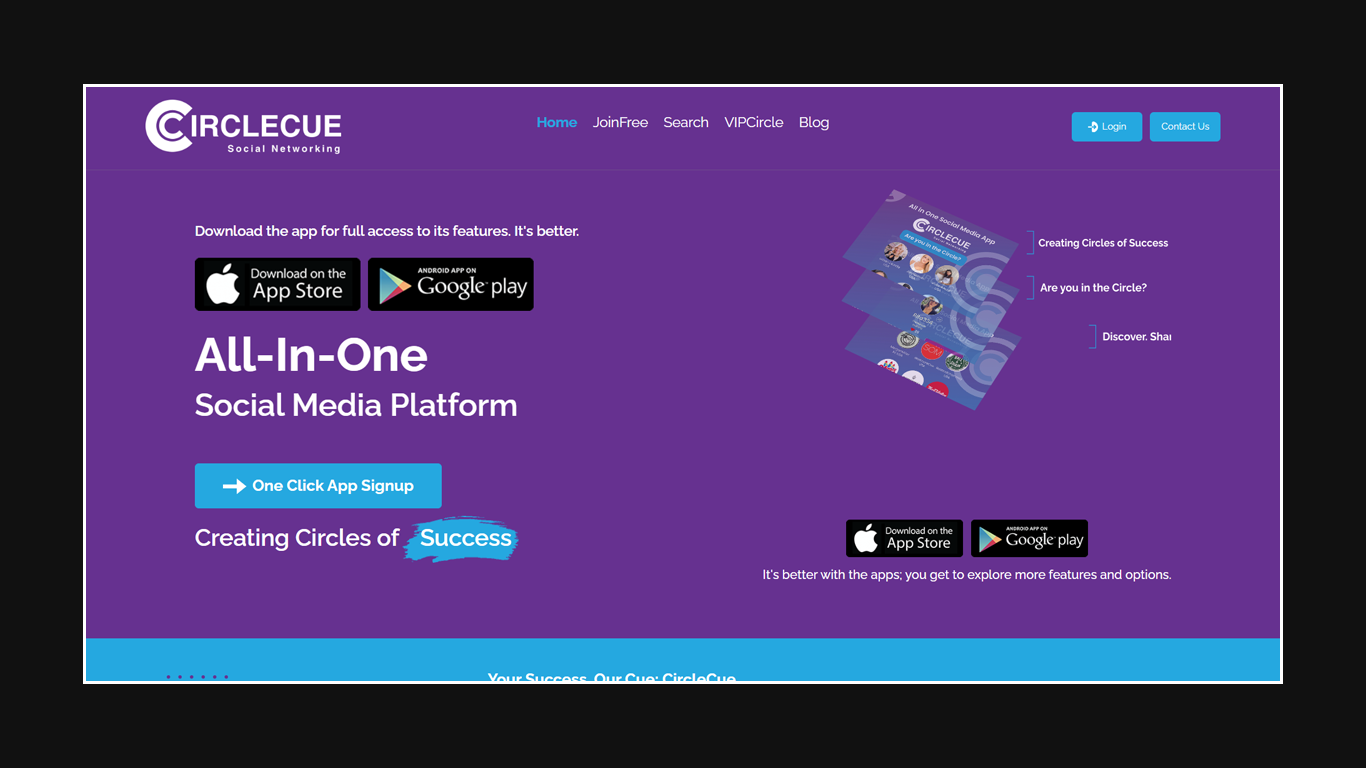 CIRCLECUE
Social Networking
Home JoinFree Search VIPCircle Blog
Login Contact Us
Download the app for full access to its features. It's better.
Download on the
App Store
ANDROID APP ON
Google play
All-In-One
Social Media Platform
One Click App Signup
Creating Circles of Success
All in One Social Media App
CIRCLECUE
Are you in the Circle?
Creating Circles of Success
Are you in the Circle?
Discover. Shar
Download on the
App Store
ANDROID APP ON
Google play
It's better with the apps; you get to explore more features and options.
Your Success, Our Cue: CircleCue